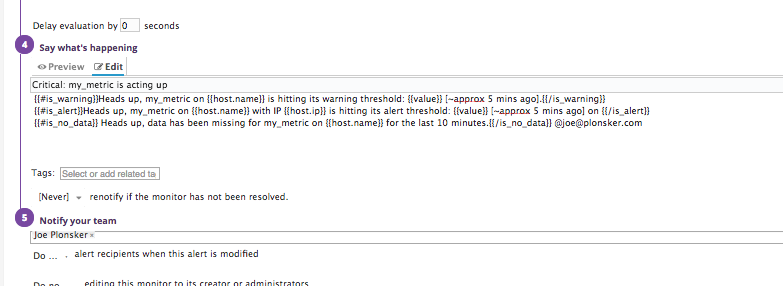 Delay evaluation by 0 seconds
4 Say what's happening
Preview Edit
Critical: my_metric is acting up
{{#is_warning}}Heads up, my_metric on {{host.name}} is hitting its warning threshold: {{value}} [~approx 5 mins ago].{{/is_warning}}
{{#is_alert}}Heads up, my_metric on {{host.name}} with IP {{host.ip}} is hitting its alert threshold: {{value}} [~approx 5 mins ago] on {{/is_alert}}
{{#is_no_data}} Heads up, data has been missing for my_metric on {{host.name}} for the last 10 minutes.{{/is_no_data}} @joe@plonsker.com
Tags: Select or add related ta
[Never] renotify if the monitor has not been resolved.
5 Notify your team
Joe Plonsker ×
Do ... alert recipients when this alert is modified
Do no editing this monitor to its creator or administrators